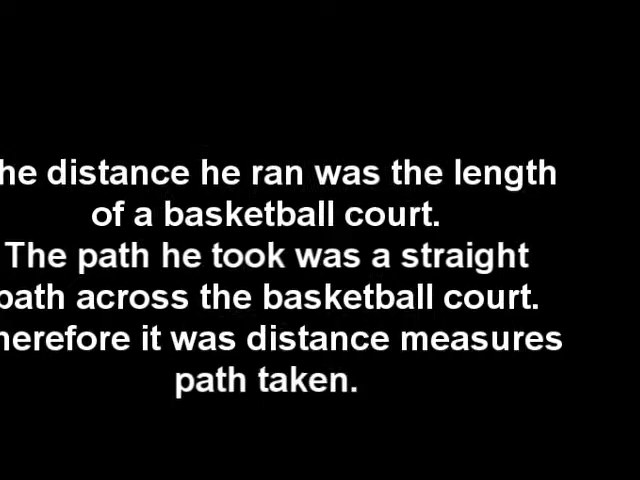 he distance he ran was the length
of a basketball court.
The path he took was a straight
path across the basketball court.
herefore it was distance measures
path taken.